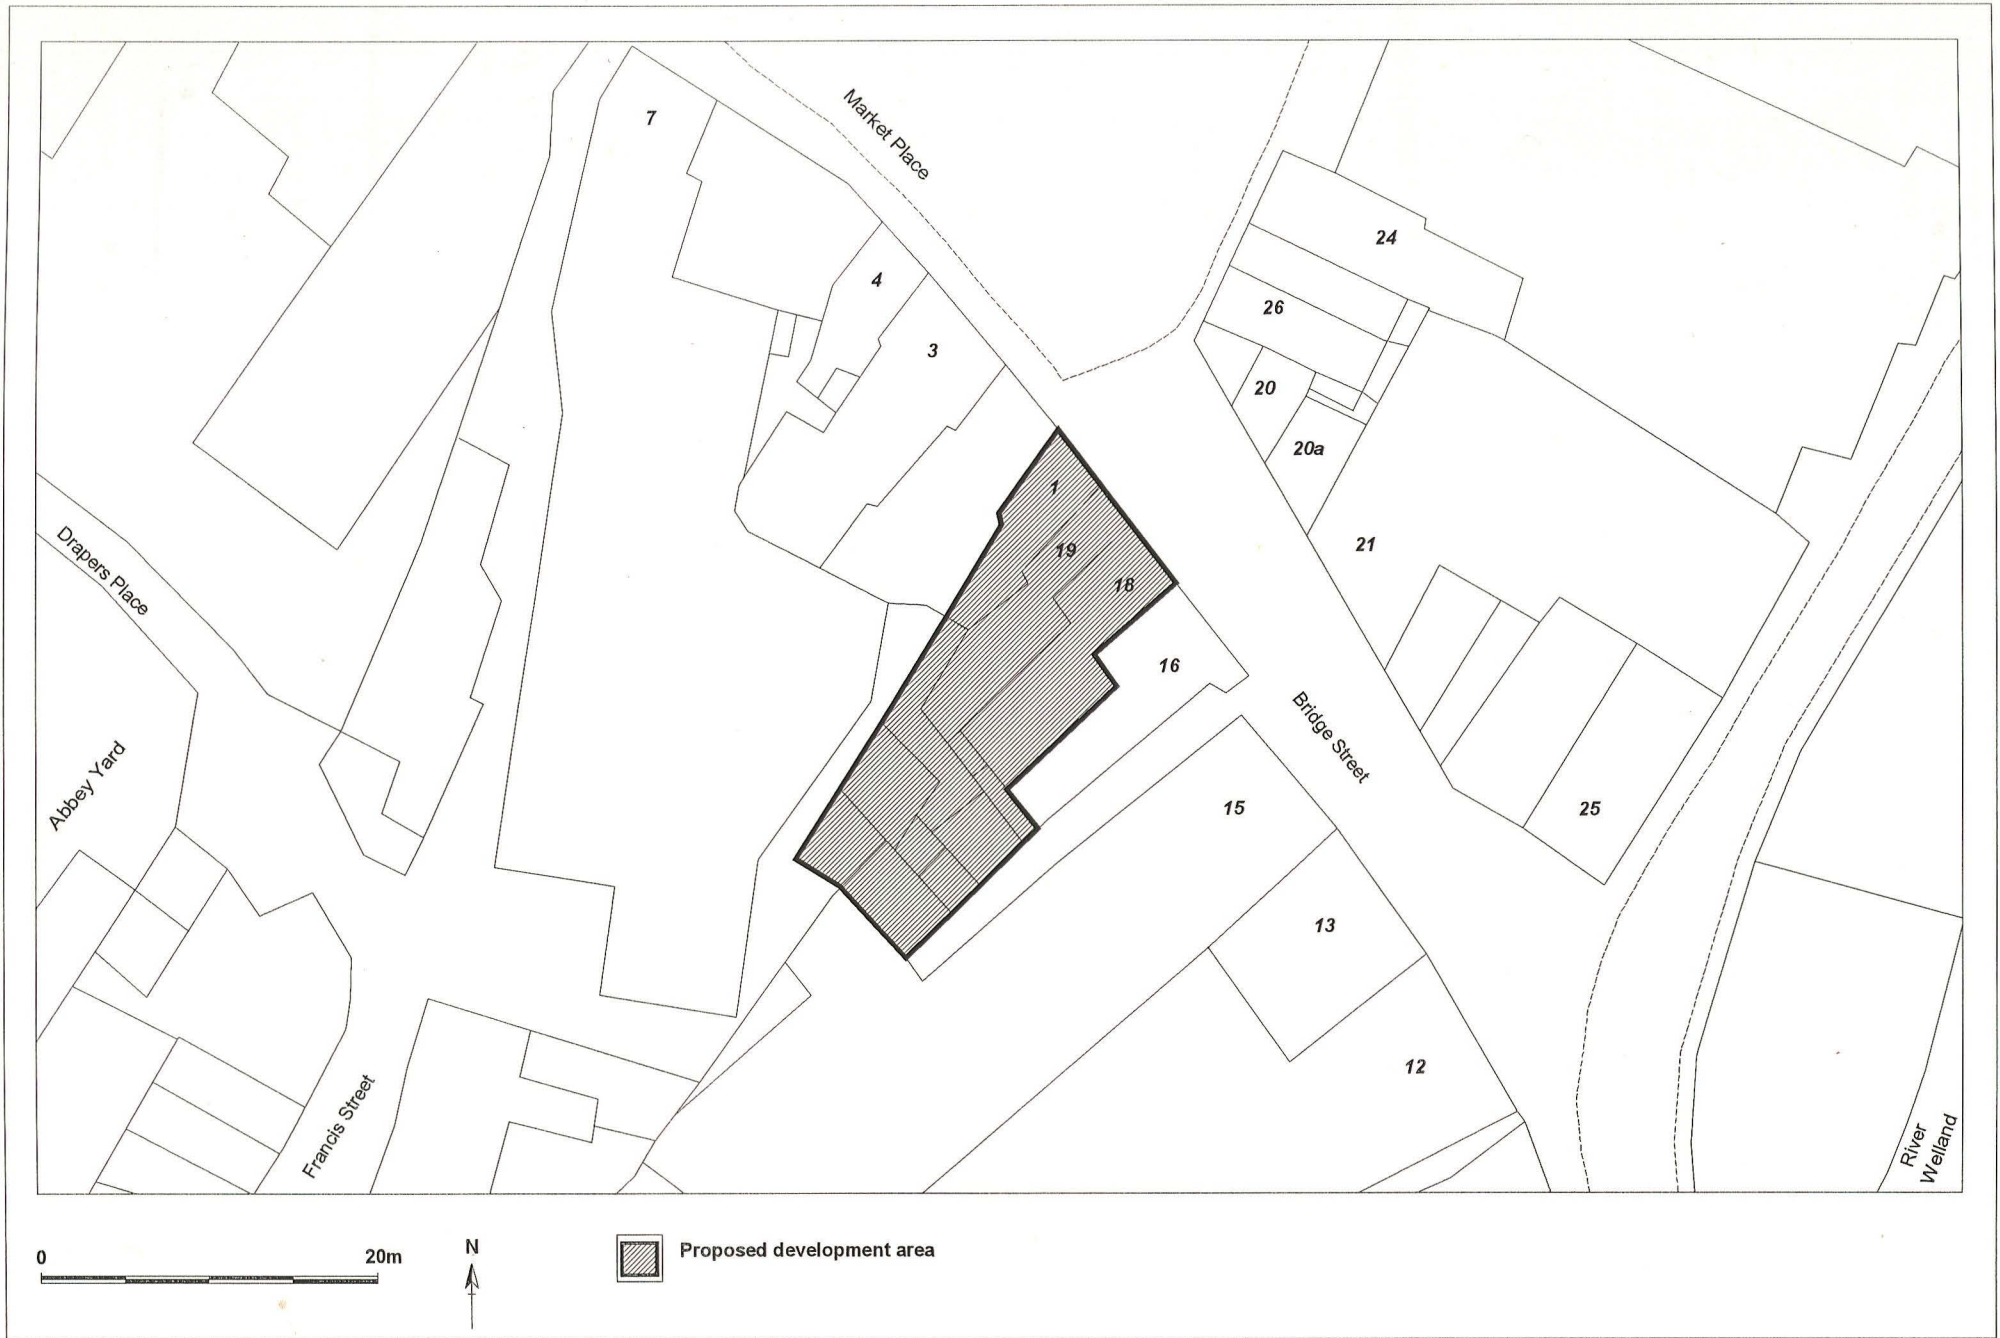 Market Place
7
24
4
26
3
20
20a
1
21
19
Drapers Place
18
16
Bridge Street
Abbey Yard
15
25
13
12
Francis Street
River
Welland
0
20m
N
Proposed development area